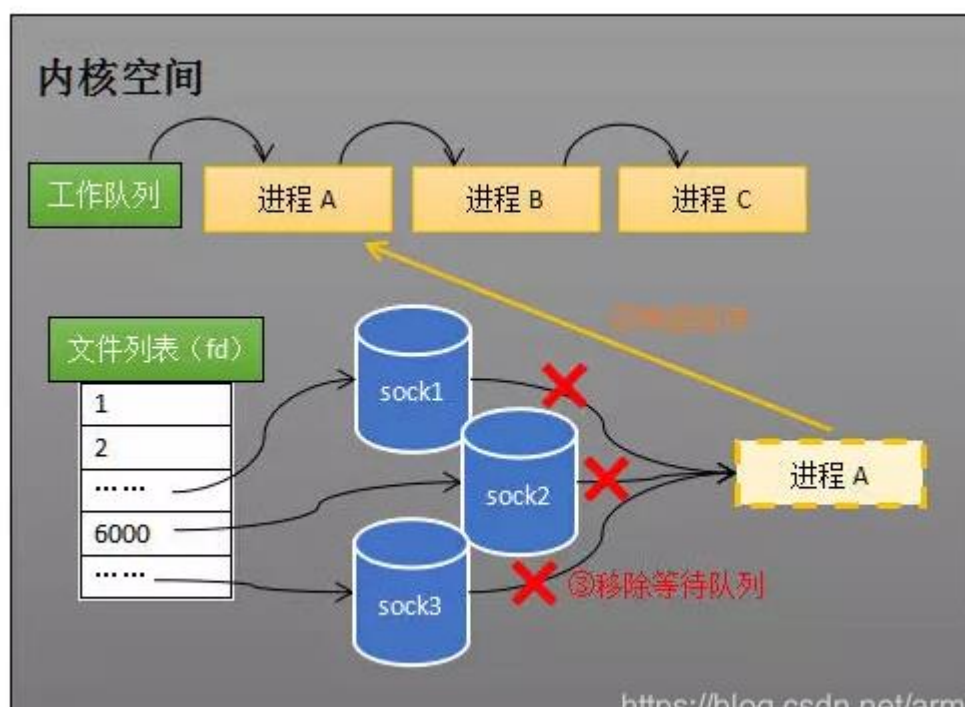 内核空间
工作队列
进程 A
进程 B
进程 C
文件列表（fd）
1
2
……
6000
……
sock1
sock2
sock3
进程 A
③移除等待队列
https://blog.csdn.net/arm